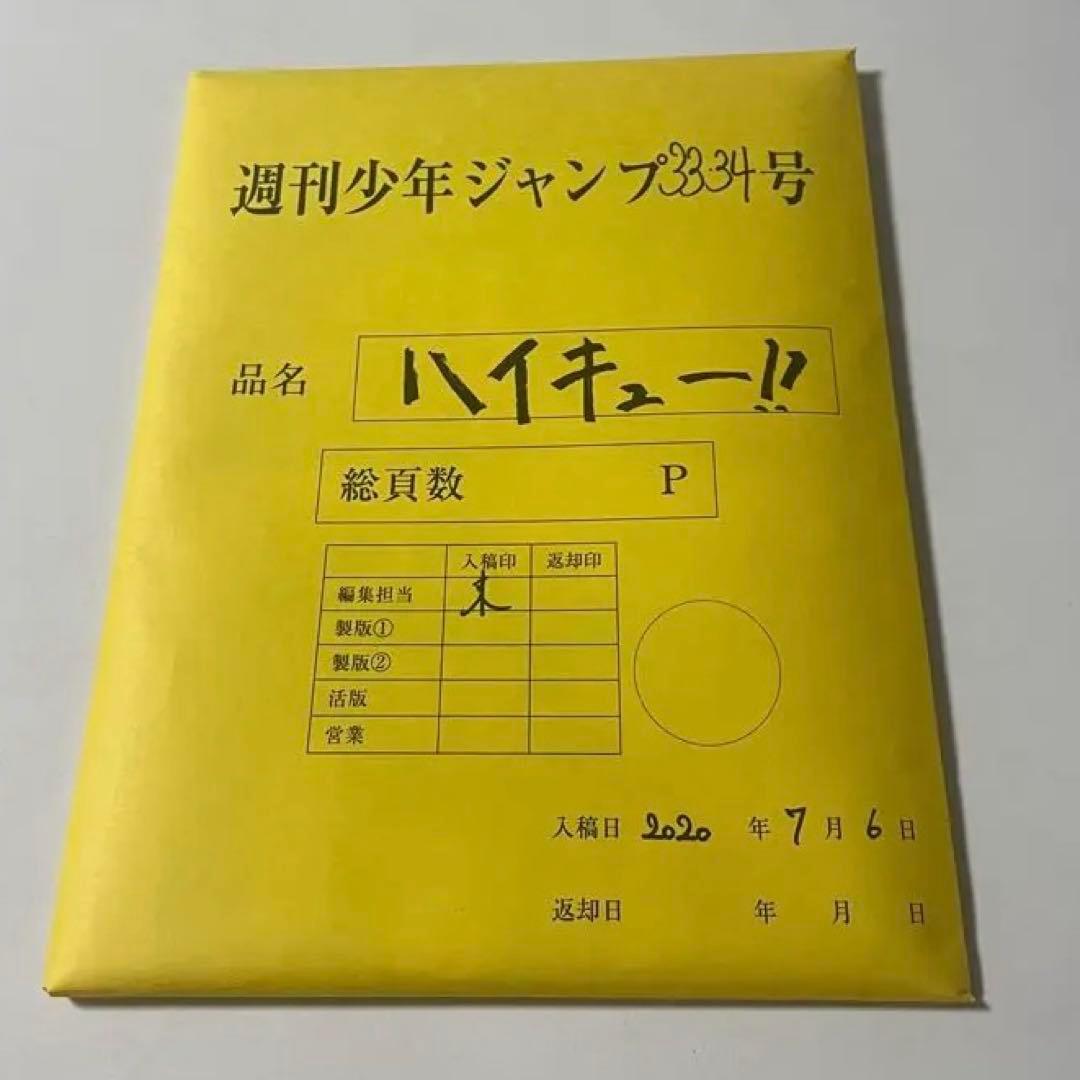 週刊少年ジャンプ33.34号
品名 ハイキュー!!
総頁数 P
入稿印 返却印
編集担当 本
製版①
製版②
活版
営業
入稿日 2020 年 7 月 6 日
返却日 年 月 日